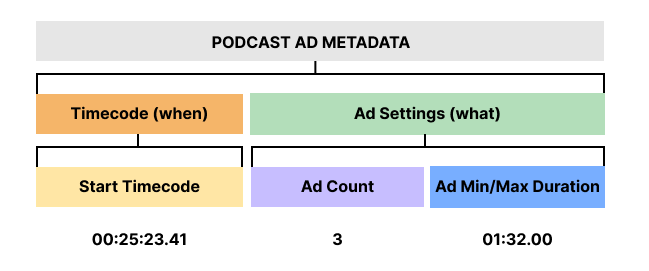 PODCAST AD METADATA
Timecode (when)
Ad Settings (what)
Start Timecode
Ad Count
Ad Min/Max Duration
00:25:23.41
3
01:32.00